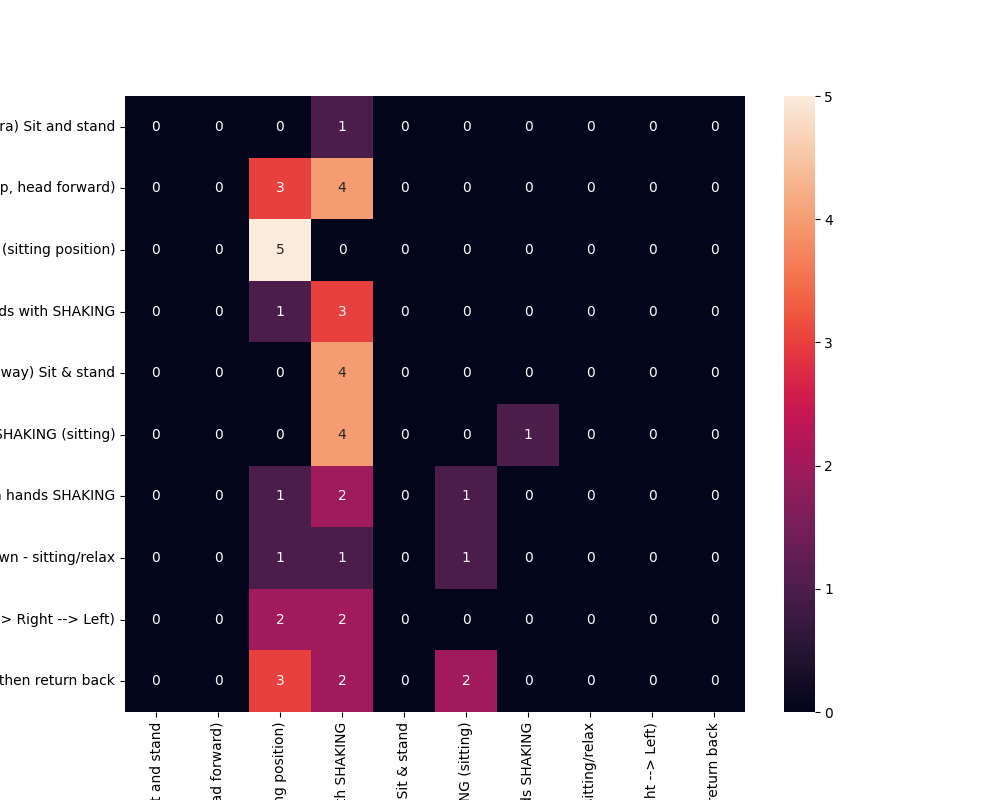 ra) Sit and stand 0 0 0 1 0 0 0 0 0 0
p, head forward) 0 0 3 4 0 0 0 0 0 0
(sitting position) 0 0 5 0 0 0 0 0 0 0
ds with SHAKING 0 0 1 3 0 0 0 0 0 0
way) Sit & stand 0 0 0 4 0 0 0 0 0 0
SHAKING (sitting) 0 0 0 4 0 0 1 0 0 0
hands SHAKING 0 0 1 2 0 1 0 0 0 0
wn - sitting/relax 0 0 1 1 0 1 0 0 0 0
> Right --> Left) 0 0 2 2 0 0 0 0 0 0
then return back 0 0 3 2 0 2 0 0 0 0
t and stand
ad forward)
ng position)
th SHAKING
Sit & stand
NG (sitting)
ds SHAKING
sitting/relax
ht --> Left)
return back
5
4
3
2
1
0